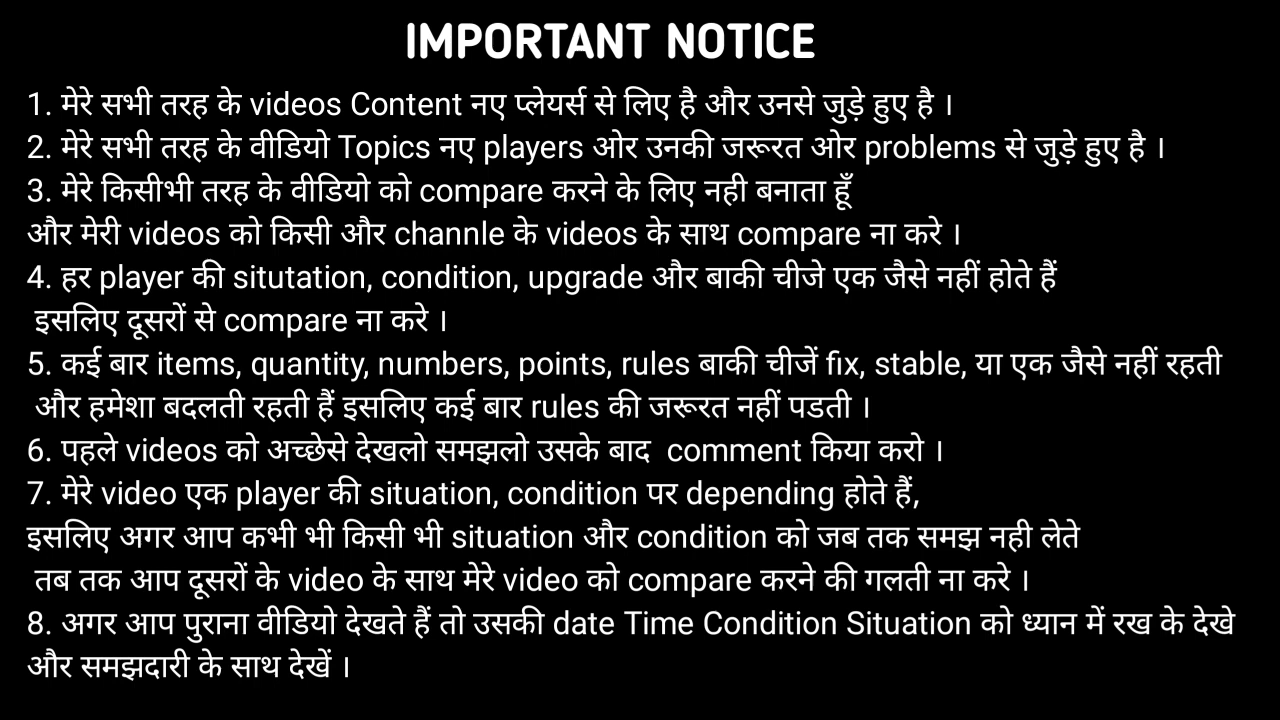 IMPORTANT NOTICE
1. मेरे सभी तरह के videos Content नए प्लेयर्स से लिए है और उनसे जुड़े हुए है ।
2. मेरे सभी तरह के वीडियो Topics नए players ओर उनकी जरूरत ओर problems से जुड़े हुए है ।
3. मेरे किसीभी तरह के वीडियो को compare करने के लिए नही बनाता हूँ
और मेरी videos को किसी और channle के videos के साथ compare ना करे ।
4. हर player की situtation, condition, upgrade और बाकी चीजे एक जैसे नहीं होते हैं
इसलिए दूसरों से compare ना करे ।
5. कई बार items, quantity, numbers, points, rules बाकी चीजें fix, stable, या एक जैसे नहीं रहती
और हमेशा बदलती रहती हैं इसलिए कई बार rules की जरूरत नहीं पडती ।
6. पहले videos को अच्छेसे देखलो समझलो उसके बाद  comment किया करो ।
7. मेरे video एक player की situation, condition पर depending होते हैं,
इसलिए अगर आप कभी भी किसी भी situation और condition को जब तक समझ नही लेते
तब तक आप दूसरों के video के साथ मेरे video को compare करने की गलती ना करे ।
8. अगर आप पुराना वीडियो देखते हैं तो उसकी date Time Condition Situation को ध्यान में रख के देखे
और समझदारी के साथ देखें ।